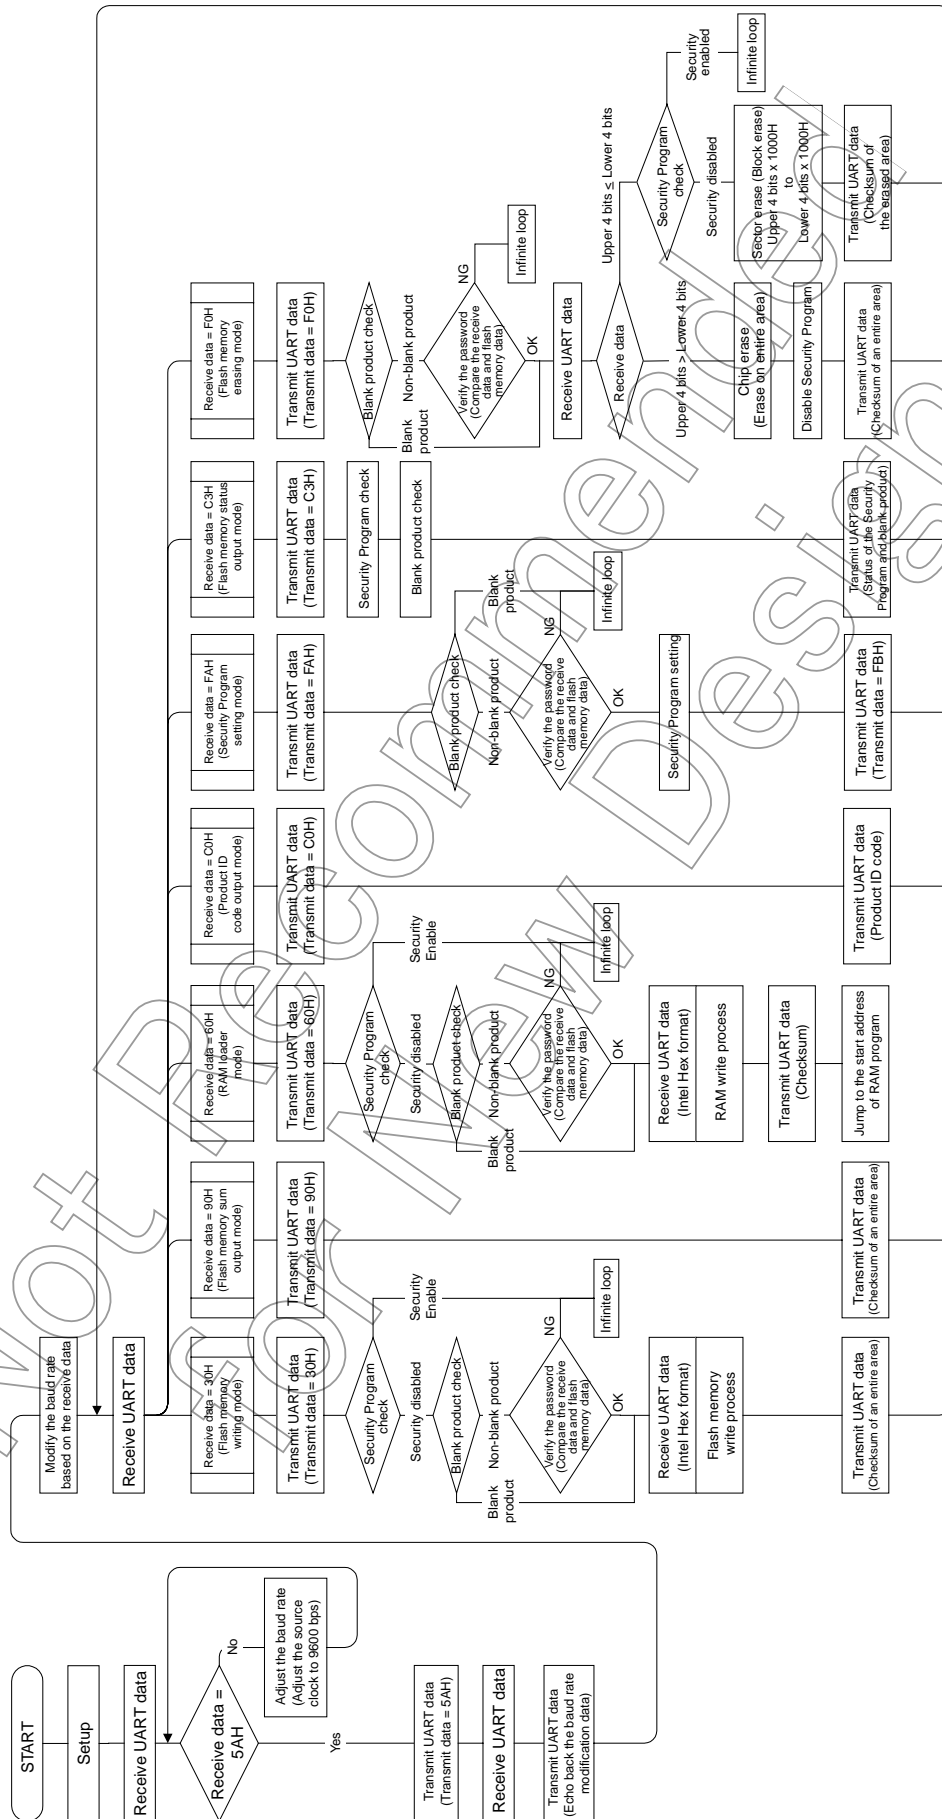 START
Setup
Receive UART data
Receive data =
5AH
No
Adjust the baud rate
(Adjust the source
clock to 9600 bps)
Yes
Transmit UART data
(Transmit data = 5AH)
Receive UART data
Transmit UART data
(Echo back the baud rate
modification data)
Modify the baud rate
based on the receive data
Receive UART data
Receive data = 30H
(Flash memory
writing mode)
Transmit UART data
(Transmit data = 30H)
Security Program
check
Security
Enable
Security disabled
Blank product check
Blank
product
Non-blank product
Verify the password
(Compare the receive
data and flash
memory data)
NG
Infinite loop
OK
Receive UART data
(Intel Hex format)
Flash memory
write process
Transmit UART data
(Checksum of an entire area)
Receive data = 90H
(Flash memory sum
output mode)
Transmit UART data
(Transmit data = 90H)
Transmit UART data
(Checksum of an entire area)
Receive data = 60H
(RAM loader
mode)
Transmit UART data
(Transmit data = 60H)
Security Program
check
Security
Enable
Security disabled
Blank product check
Blank
product
Non-blank product
Verify the password
(Compare the receive
data and flash
memory data)
NG
Infinite loop
OK
Receive UART data
(Intel Hex format)
RAM write process
Transmit UART data
(Checksum)
Jump to the start address
of RAM program
Receive data = C0H
(Product ID
code output mode)
Transmit UART data
(Transmit data = C0H)
Transmit UART data
(Product ID code)
Receive data = FAH
(Security Program
setting mode)
Transmit UART data
(Transmit data = FAH)
Blank product check
Blank
product
Non-blank product
Verify the password
(Compare the receive
data and flash
memory data)
NG
Infinite loop
OK
Security Program setting
Transmit UART data
(Transmit data = FBH)
Receive data = C3H
(Flash memory status
output mode)
Transmit UART data
(Transmit data = C3H)
Security Program check
Blank product check
Transmit UART data
(Status of the Security
Program and blank product)
Receive data = F0H
(Flash memory
erasing mode)
Transmit UART data
(Transmit data = F0H)
Blank product check
Blank
product
Non-blank product
Verify the password
(Compare the receive
data and flash
memory data)
NG
Infinite loop
OK
Receive UART data
Receive data
Upper 4 bits > Lower 4 bits
Chip erase
(Erase on entire area)
Disable Security Program
Transmit UART data
(Checksum of an entire area)
Upper 4 bits ≤ Lower 4 bits
Security Program
check
Security
enabled
Infinite loop
Security disabled
Sector erase (Block erase)
Upper 4 bits x 1000H
to
Lower 4 bits x 1000H
Transmit UART data
(Checksum of
the erased area)
Not Recommended
for New Design